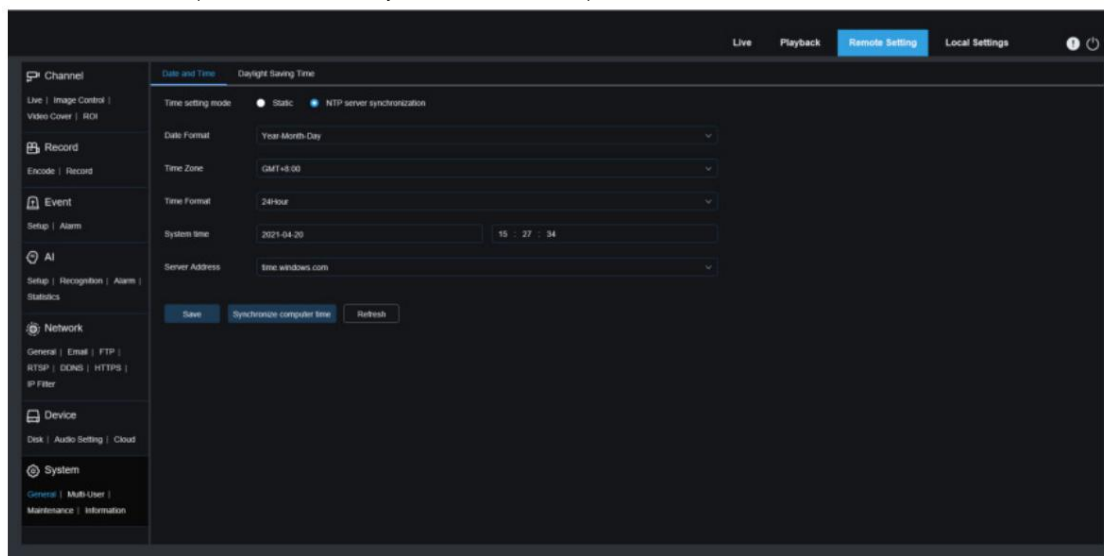 Live Playback Remote Setting Local Settings
Channel
Live | Image Control |
Video Cover | ROI
Record
Encode | Record
Event
Setup | Alarm
AI
Setup | Recognition | Alarm |
Statistics
Network
General | Email | FTP |
RTSP | DDNS | HTTPS |
IP Filter
Device
Disk | Audio Setting | Cloud
System
General | Multi-User |
Maintenance | Information
Date and Time Daylight Saving Time
Time setting mode Static NTP server synchronization
Date Format Year-Month-Day
Time Zone GMT+8:00
Time Format 24Hour
System time 2021-04-20 15 : 27 : 34
Server Address time.windows.com
Save Synchronize computer time Refresh